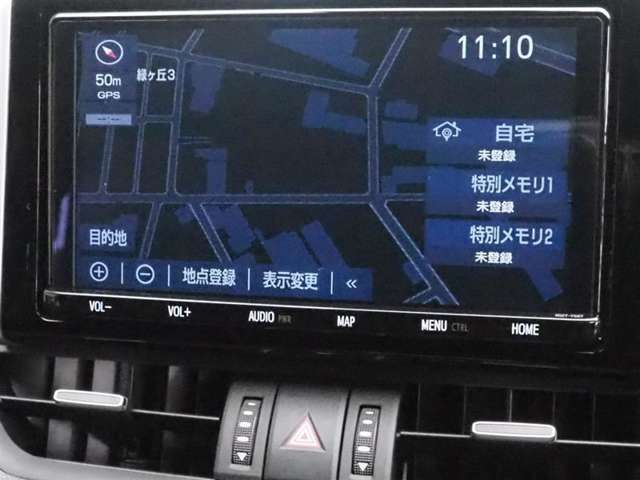 11:10
50m
GPS
緑ヶ丘3
自宅
未登録
特別メモリ1
未登録
特別メモリ2
未登録
目的地
地点登録
表示変更
«
VOL-
VOL+
AUDIO PWR
MAP
MENU CTRL
HOME